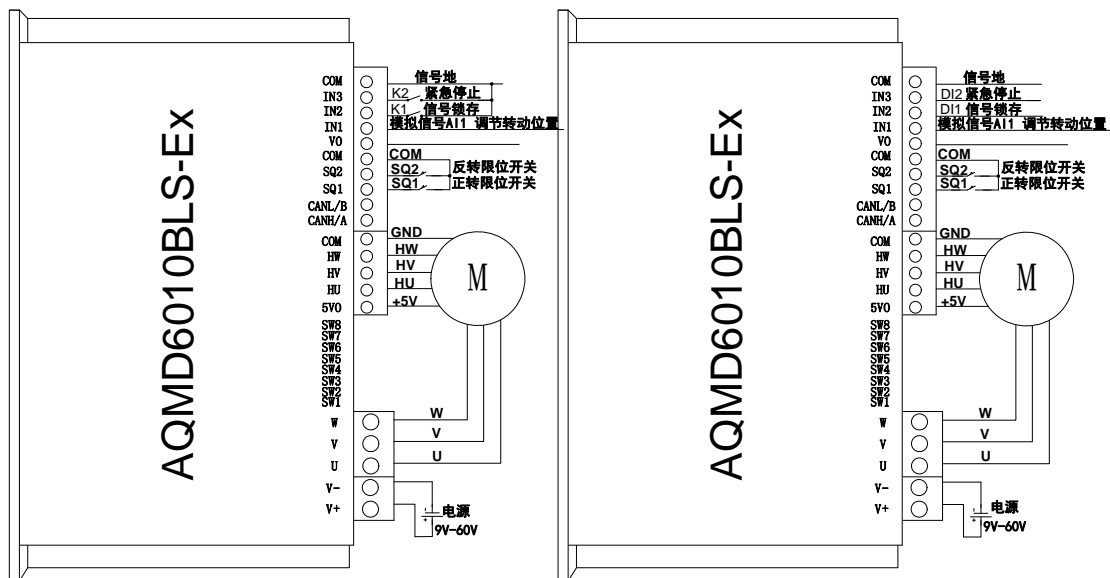 AQMD6010BLS-Ex
COM 信号地
IN3 K2 紧急停止
IN2 K1 信号锁存
IN1 模拟信号AI1 调节转动位置
VO
COM COM
SQ2 SQ2 反转限位开关
SQ1 SQ1 正转限位开关
CANL/B
CANH/A
COM GND
HW HW
HV HV
HU HU
5VO +5V
M
SW8
SW7
SW6
SW5
SW4
SW3
SW2
SW1
W W
V V
U U
V-
V+ 电源
9V-60V
AQMD6010BLS-Ex
COM 信号地
IN3 DI2 紧急停止
IN2 DI1 信号锁存
IN1 模拟信号AI1 调节转动位置
VO
COM COM
SQ2 SQ2 反转限位开关
SQ1 SQ1 正转限位开关
CANL/B
CANH/A
COM GND
HW HW
HV HV
HU HU
5VO +5V
M
SW8
SW7
SW6
SW5
SW4
SW3
SW2
SW1
W W
V V
U U
V-
V+ 电源
9V-60V